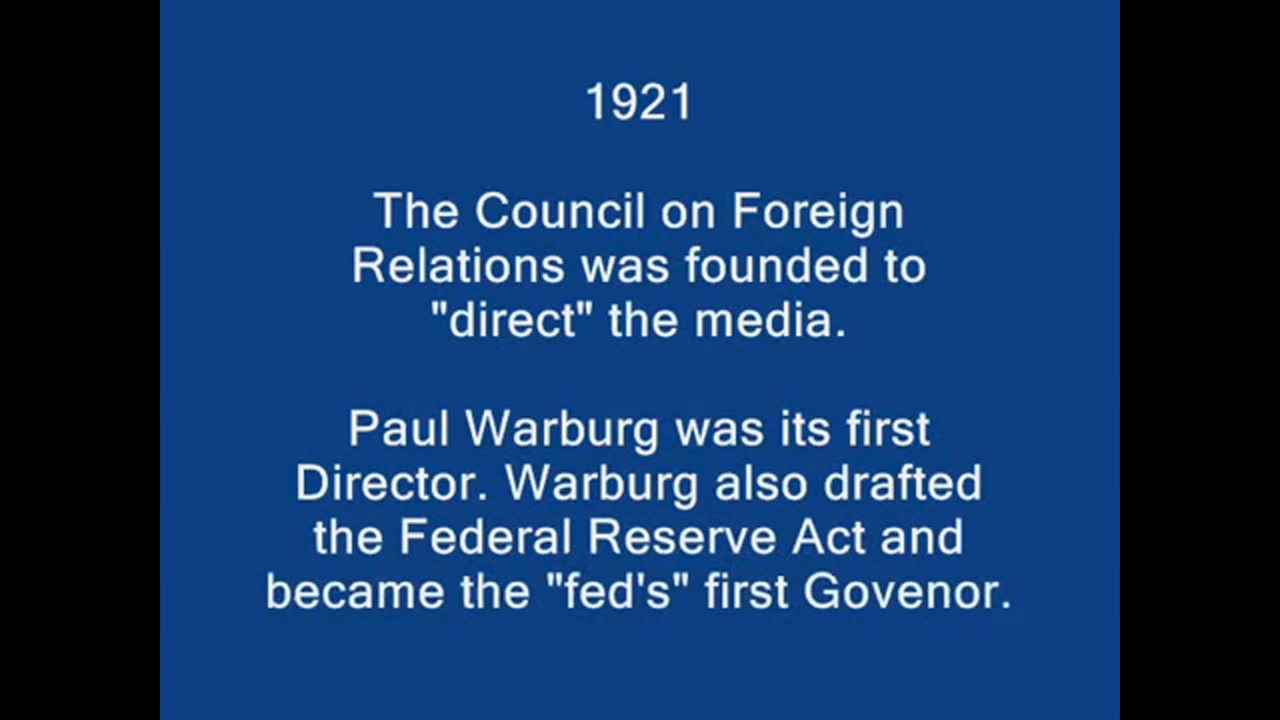 1921
The Council on Foreign
Relations was founded to
"direct" the media.
Paul Warburg was its first
Director. Warburg also drafted
the Federal Reserve Act and
became the "fed's" first Govenor.